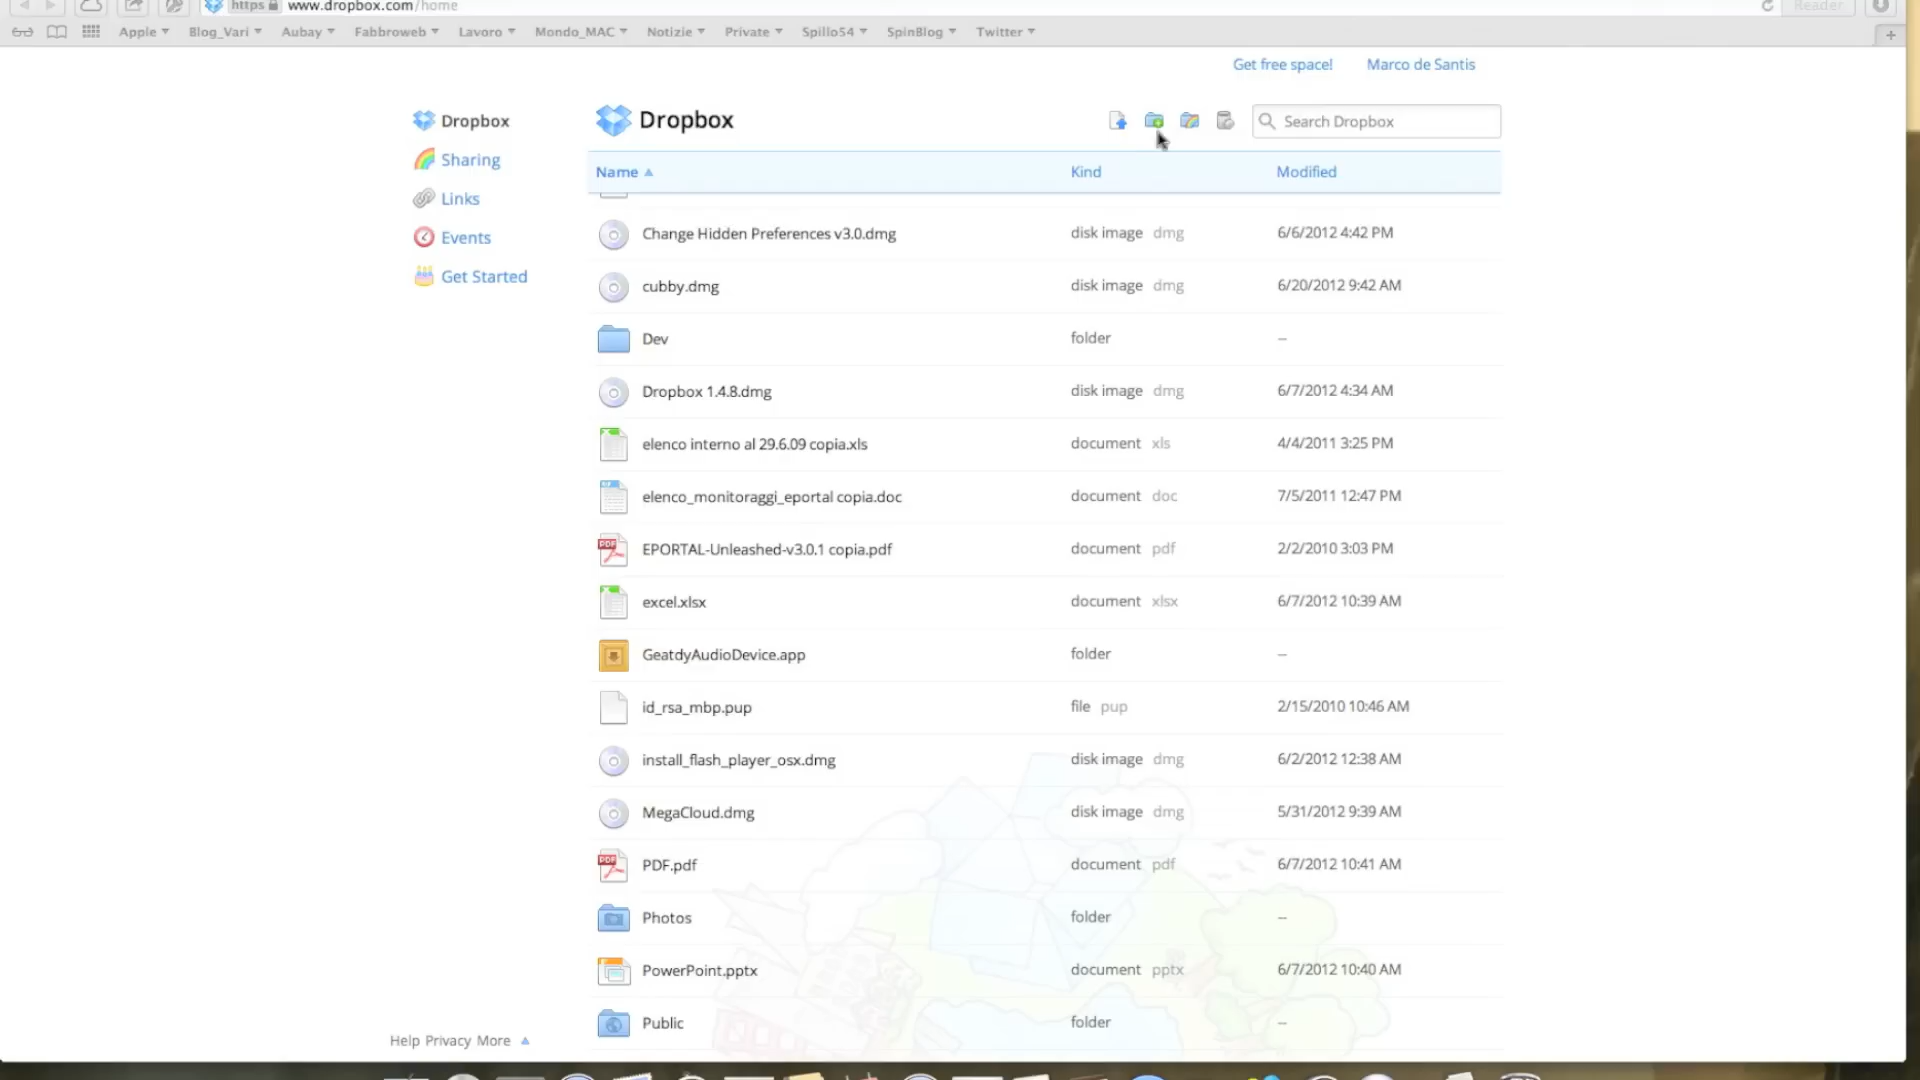 https www.dropbox.com/home Reader
Apple Blog_Vari Aubay Fabbroweb Lavoro Mondo_MAC Notizie Private Spillo54 SpinBlog Twitter
Get free space! Marco de Santis
Dropbox
Sharing
Links
Events
Get Started
Dropbox
Search Dropbox
Name Kind Modified
Change Hidden Preferences v3.0.dmg disk image dmg 6/6/2012 4:42 PM
cubby.dmg disk image dmg 6/20/2012 9:42 AM
Dev folder --
Dropbox 1.4.8.dmg disk image dmg 6/7/2012 4:34 AM
elenco interno al 29.6.09 copia.xls document xls 4/4/2011 3:25 PM
elenco_monitoraggi_eportal copia.doc document doc 7/5/2011 12:47 PM
EPORTAL-Unleashed-v3.0.1 copia.pdf document pdf 2/2/2010 3:03 PM
excel.xlsx document xlsx 6/7/2012 10:39 AM
GeatdyAudioDevice.app folder --
id_rsa_mbp.pup file pup 2/15/2010 10:46 AM
install_flash_player_osx.dmg disk image dmg 6/2/2012 12:38 AM
MegaCloud.dmg disk image dmg 5/31/2012 9:39 AM
PDF.pdf document pdf 6/7/2012 10:41 AM
Photos folder --
PowerPoint.pptx document pptx 6/7/2012 10:40 AM
Public folder --
Help Privacy More